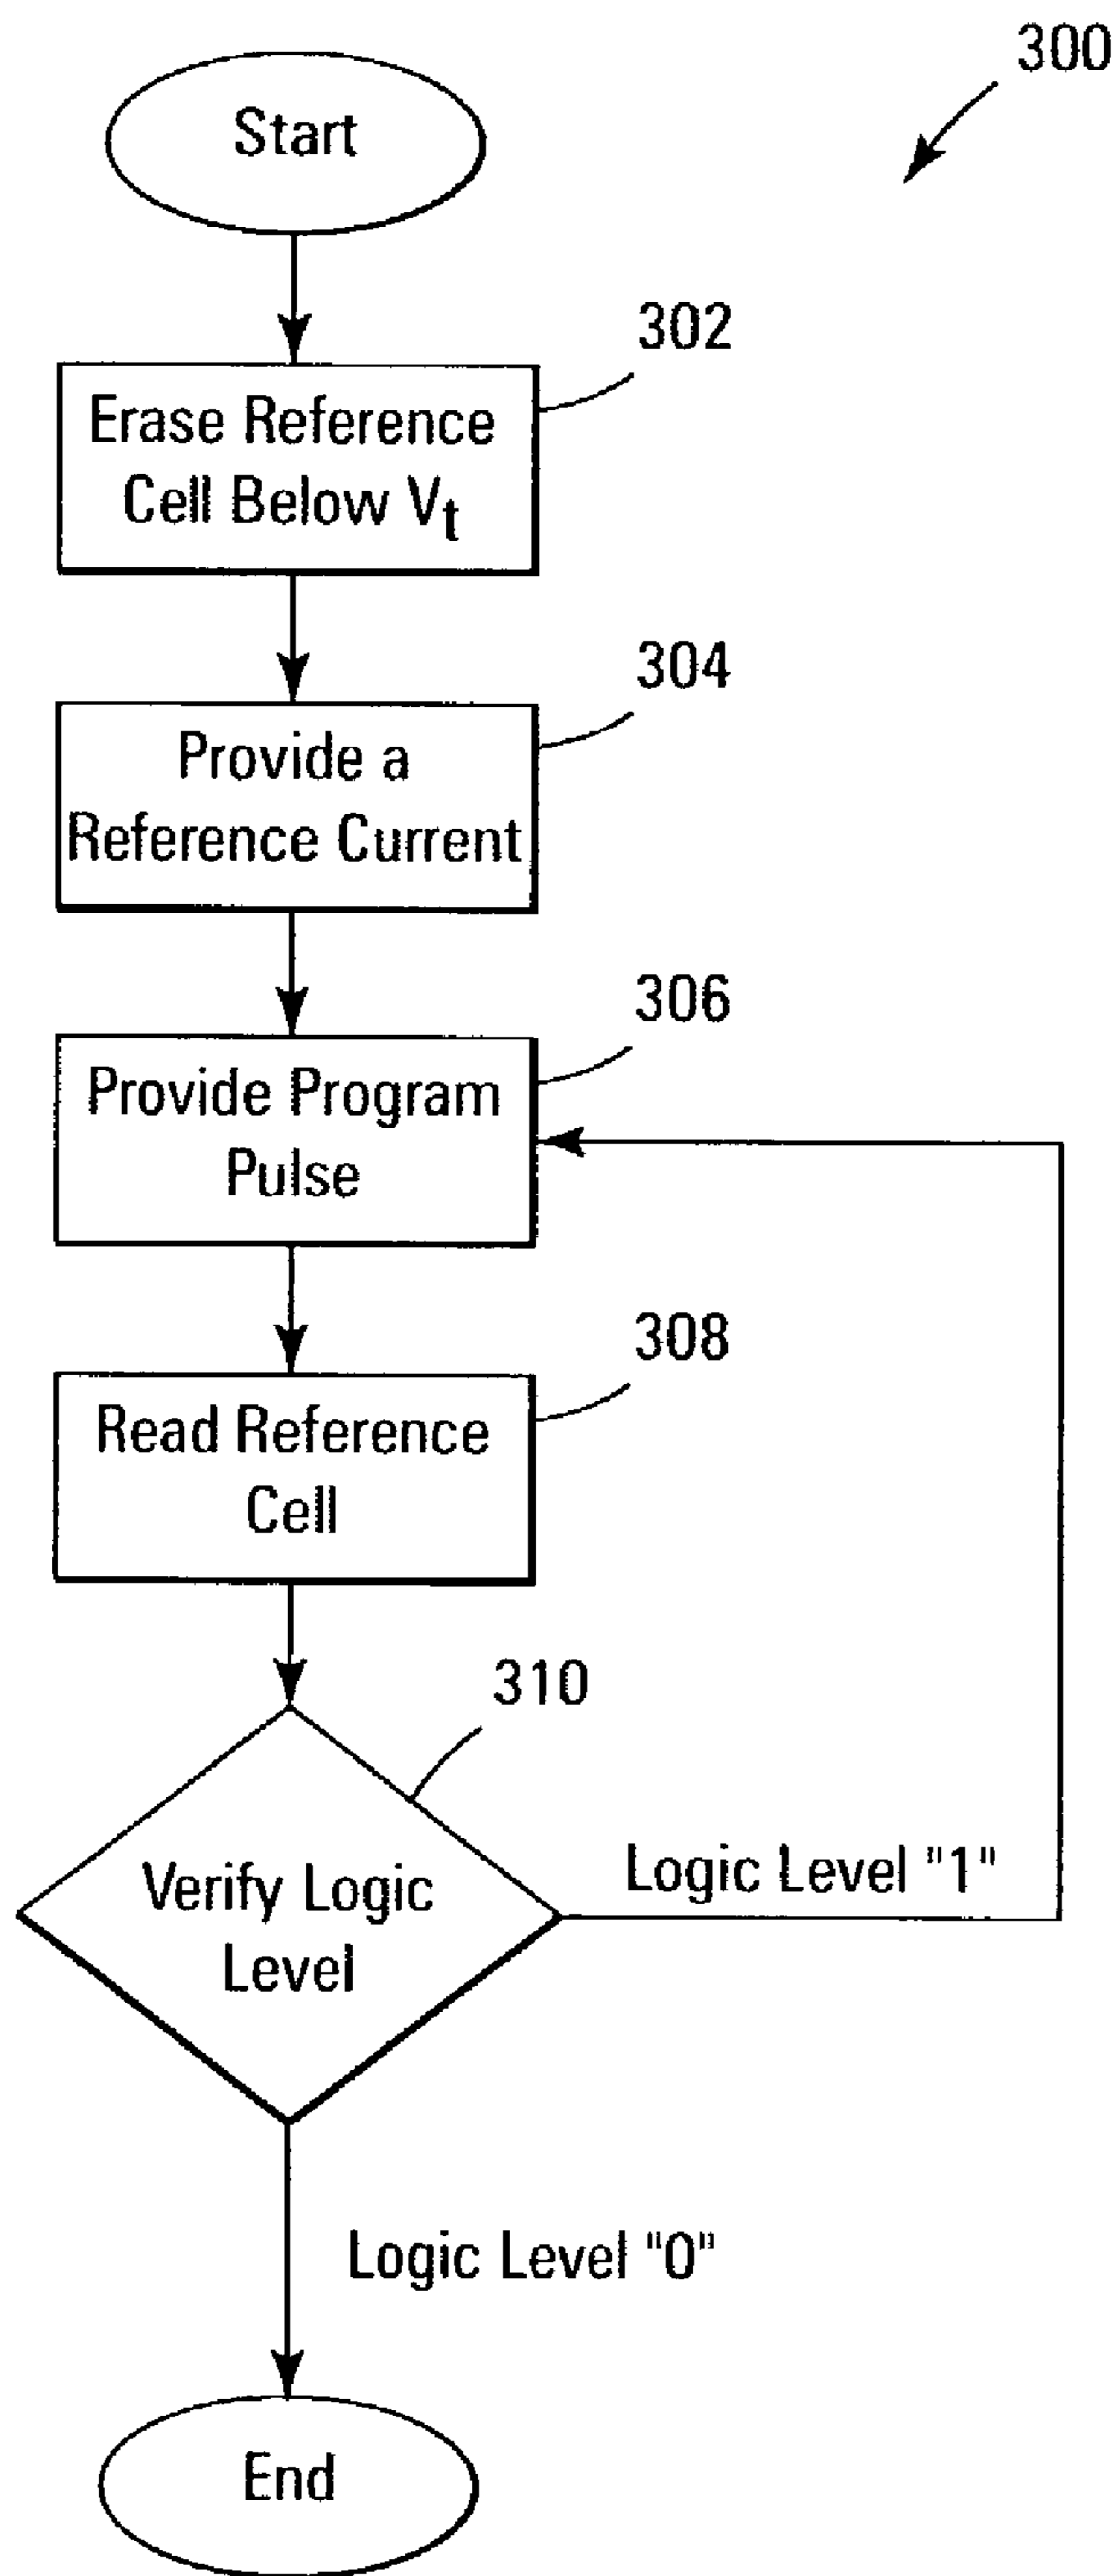 300
Start
302
Erase Reference
Cell Below Vt
304
Provide a
Reference Current
306
Provide Program
Pulse
308
Read Reference
Cell
310
Verify Logic
Level
Logic Level "1"
Logic Level "0"
End